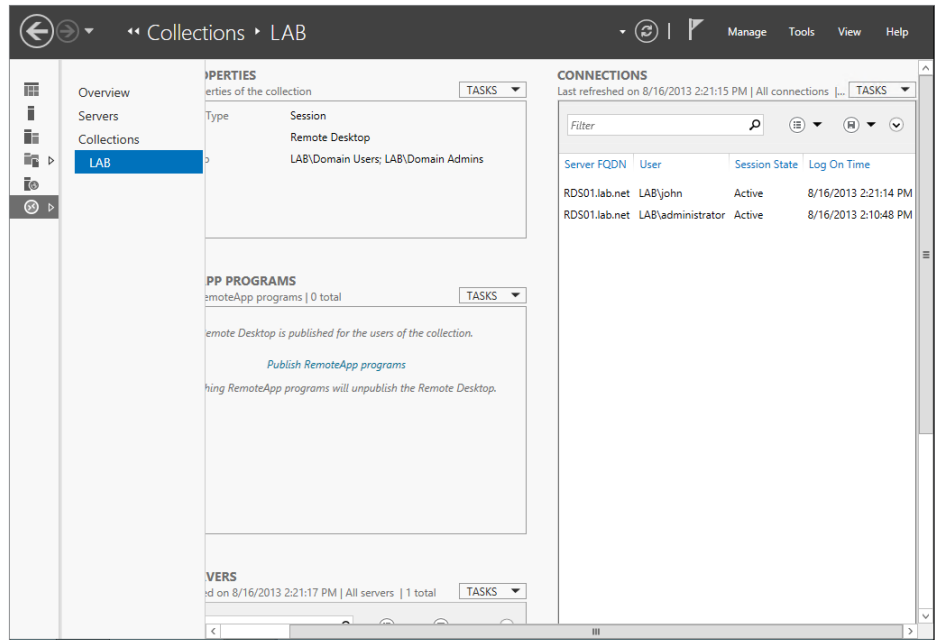 Collections LAB
Manage Tools View Help
Overview
Servers
Collections
LAB
OPERTIES
erties of the collection
TASKS
Type Session
Remote Desktop
LAB\Domain Users; LAB\Domain Admins
PP PROGRAMS
emoteApp programs | 0 total
TASKS
emote Desktop is published for the users of the collection.
Publish RemoteApp programs
hing RemoteApp programs will unpublish the Remote Desktop.
VERS
ed on 8/16/2013 2:21:17 PM | All servers | 1 total
TASKS
CONNECTIONS
Last refreshed on 8/16/2013 2:21:15 PM | All connections |...
TASKS
Filter
Server FQDN User Session State Log On Time
RDS01.lab.net LAB\john Active 8/16/2013 2:21:14 PM
RDS01.lab.net LAB\administrator Active 8/16/2013 2:10:48 PM